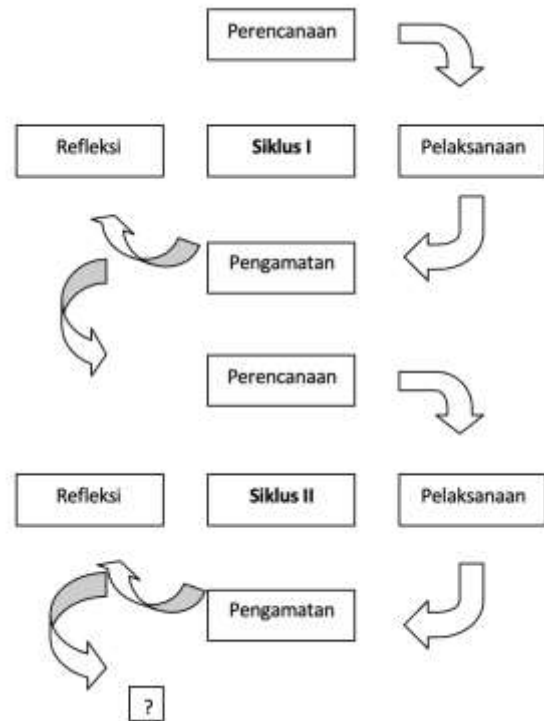 Perencanaan
Refleksi
Siklus I
Pelaksanaan
Pengamatan
Perencanaan
Refleksi
Siklus II
Pelaksanaan
Pengamatan
?